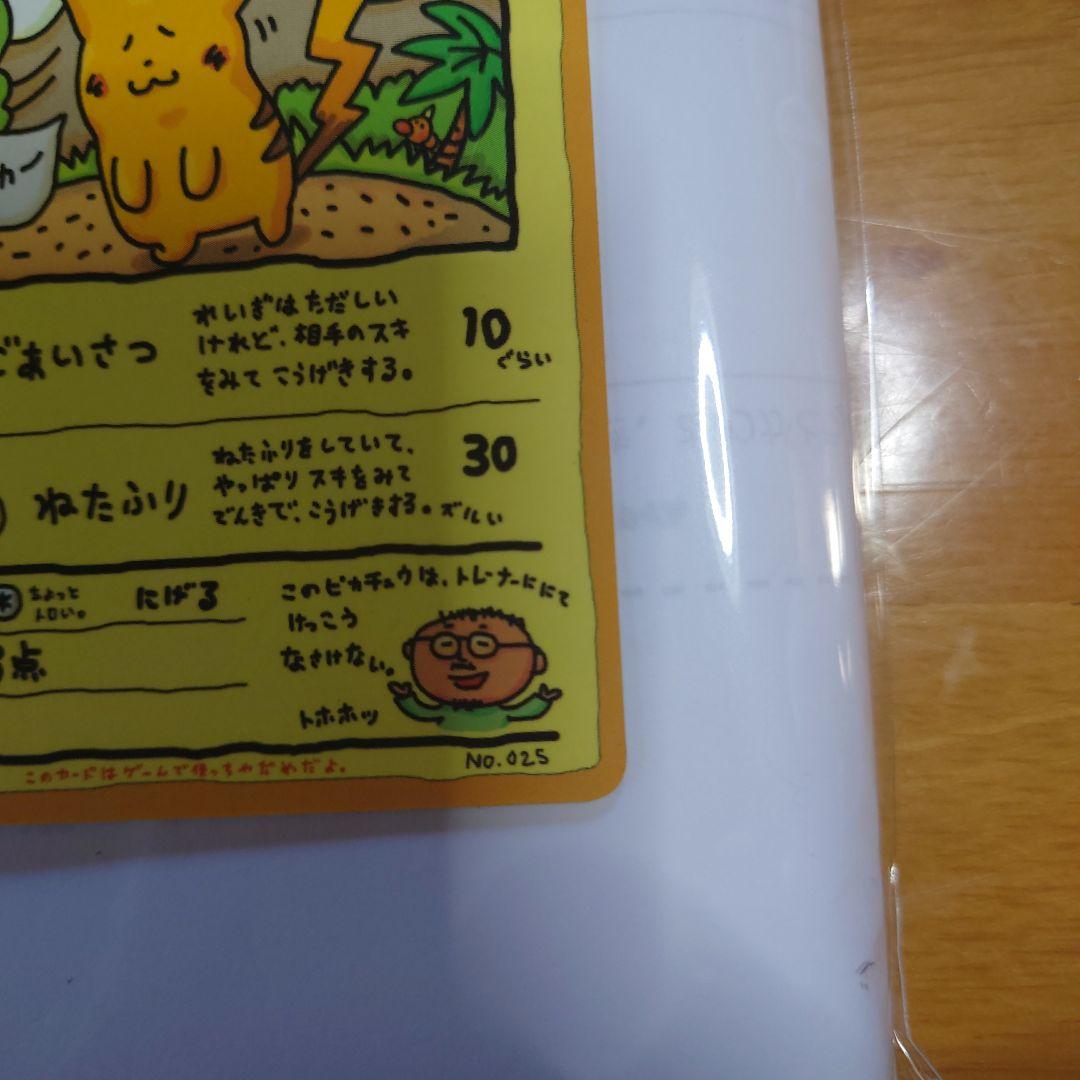 カー
ごあいさつ
れいぎはただしい
けれど、相手のスキ
をみてこうげきする。
10
ぐらい
ねたふり
ねたふりをしていて、
やっぱりスキをみて
でんきで、こうげきする。ズルい
30
ちょっと
トロい。
にげる
点
このピカチュウは、トレーナーににて
けっこう
なさけない。
トホホッ
このカードはゲームで使っちゃだめだよ。
NO.025